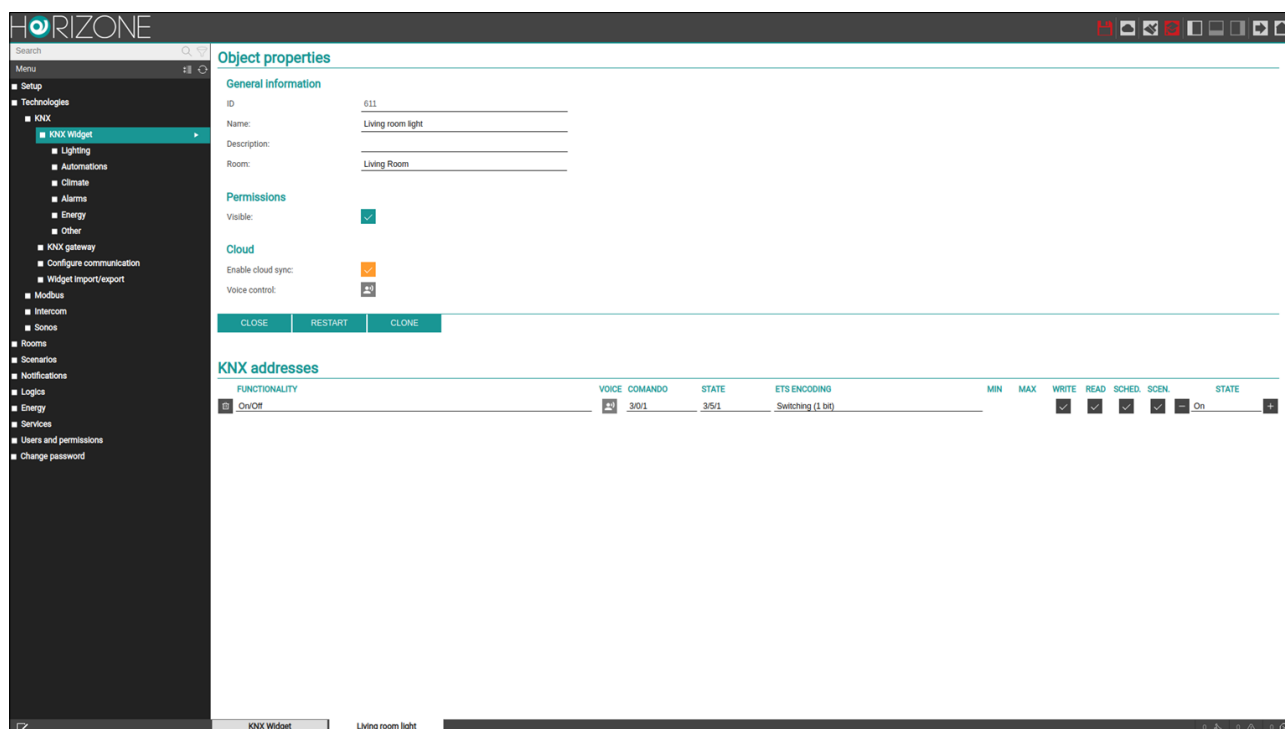 HORIZONE
Search
Menu
Setup
Technologies
KNX
KNX Widget
Lighting
Automations
Climate
Alarms
Energy
Other
KNX gateway
Configure communication
Widget import/export
Modbus
Intercom
Sonos
Rooms
Scenarios
Notifications
Logics
Energy
Services
Users and permissions
Change password
Object properties
General information
ID 611
Name: Living room light
Description:
Room: Living Room
Permissions
Visible:
Cloud
Enable cloud sync:
Voice control:
CLOSE RESTART CLONE
KNX addresses
FUNCTIONALITY VOICE COMANDO STATE ETS ENCODING MIN MAX WRITE READ SCHED. SCEN. STATE
On/Off 3/0/1 3/5/1 Switching (1 bit) On
KNX Widget Living room light
0 0 0